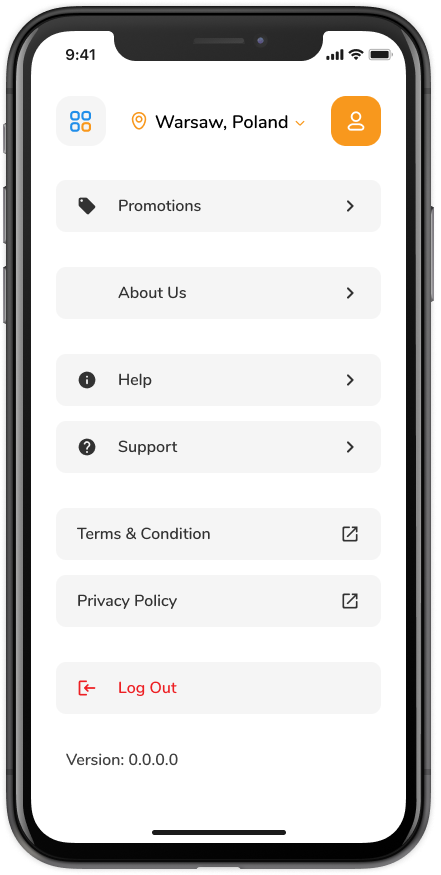 9:41
Warsaw, Poland
Promotions
About Us
Help
Support
Terms & Condition
Privacy Policy
Log Out
Version: 0.0.0.0